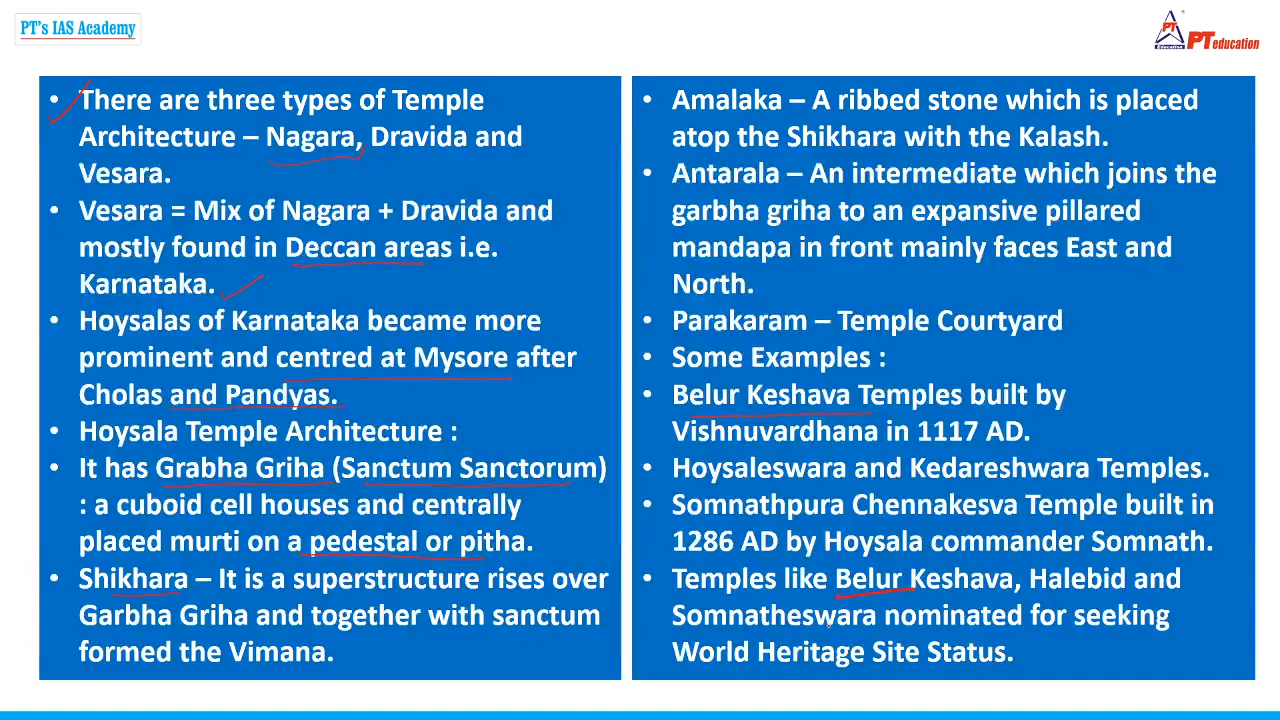 PT's IAS Academy
PT
Education
PT education
• There are three types of Temple
Architecture – Nagara, Dravida and
Vesara.
• Vesara = Mix of Nagara + Dravida and
mostly found in Deccan areas i.e.
Karnataka.
• Hoysalas of Karnataka became more
prominent and centred at Mysore after
Cholas and Pandyas.
• Hoysala Temple Architecture :
• It has Grabha Griha (Sanctum Sanctorum)
: a cuboid cell houses and centrally
placed murti on a pedestal or pitha.
• Shikhara – It is a superstructure rises over
Garbha Griha and together with sanctum
formed the Vimana.
• Amalaka – A ribbed stone which is placed
atop the Shikhara with the Kalash.
• Antarala – An intermediate which joins the
garbha griha to an expansive pillared
mandapa in front mainly faces East and
North.
• Parakaram – Temple Courtyard
• Some Examples :
• Belur Keshava Temples built by
Vishnuvardhana in 1117 AD.
• Hoysaleswara and Kedareshwara Temples.
• Somnathpura Chennakesva Temple built in
1286 AD by Hoysala commander Somnath.
• Temples like Belur Keshava, Halebid and
Somnatheswara nominated for seeking
World Heritage Site Status.